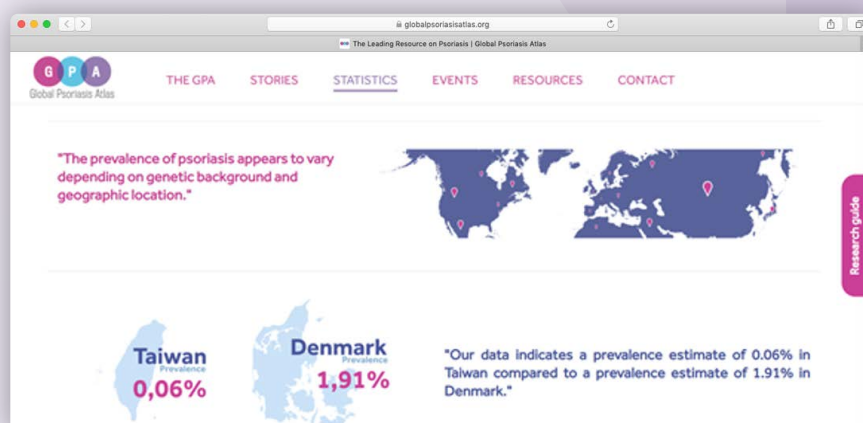 globalpsoriasisatlas.org
The Leading Resource on Psoriasis | Global Psoriasis Atlas
G P A
Global Psoriasis Atlas
THE GPA STORIES STATISTICS EVENTS RESOURCES CONTACT
"The prevalence of psoriasis appears to vary
depending on genetic background and
geographic location."
Research guide
Taiwan
Prevalence
0,06%
Denmark
Prevalence
1,91%
"Our data indicates a prevalence estimate of 0.06% in
Taiwan compared to a prevalence estimate of 1.91% in
Denmark."